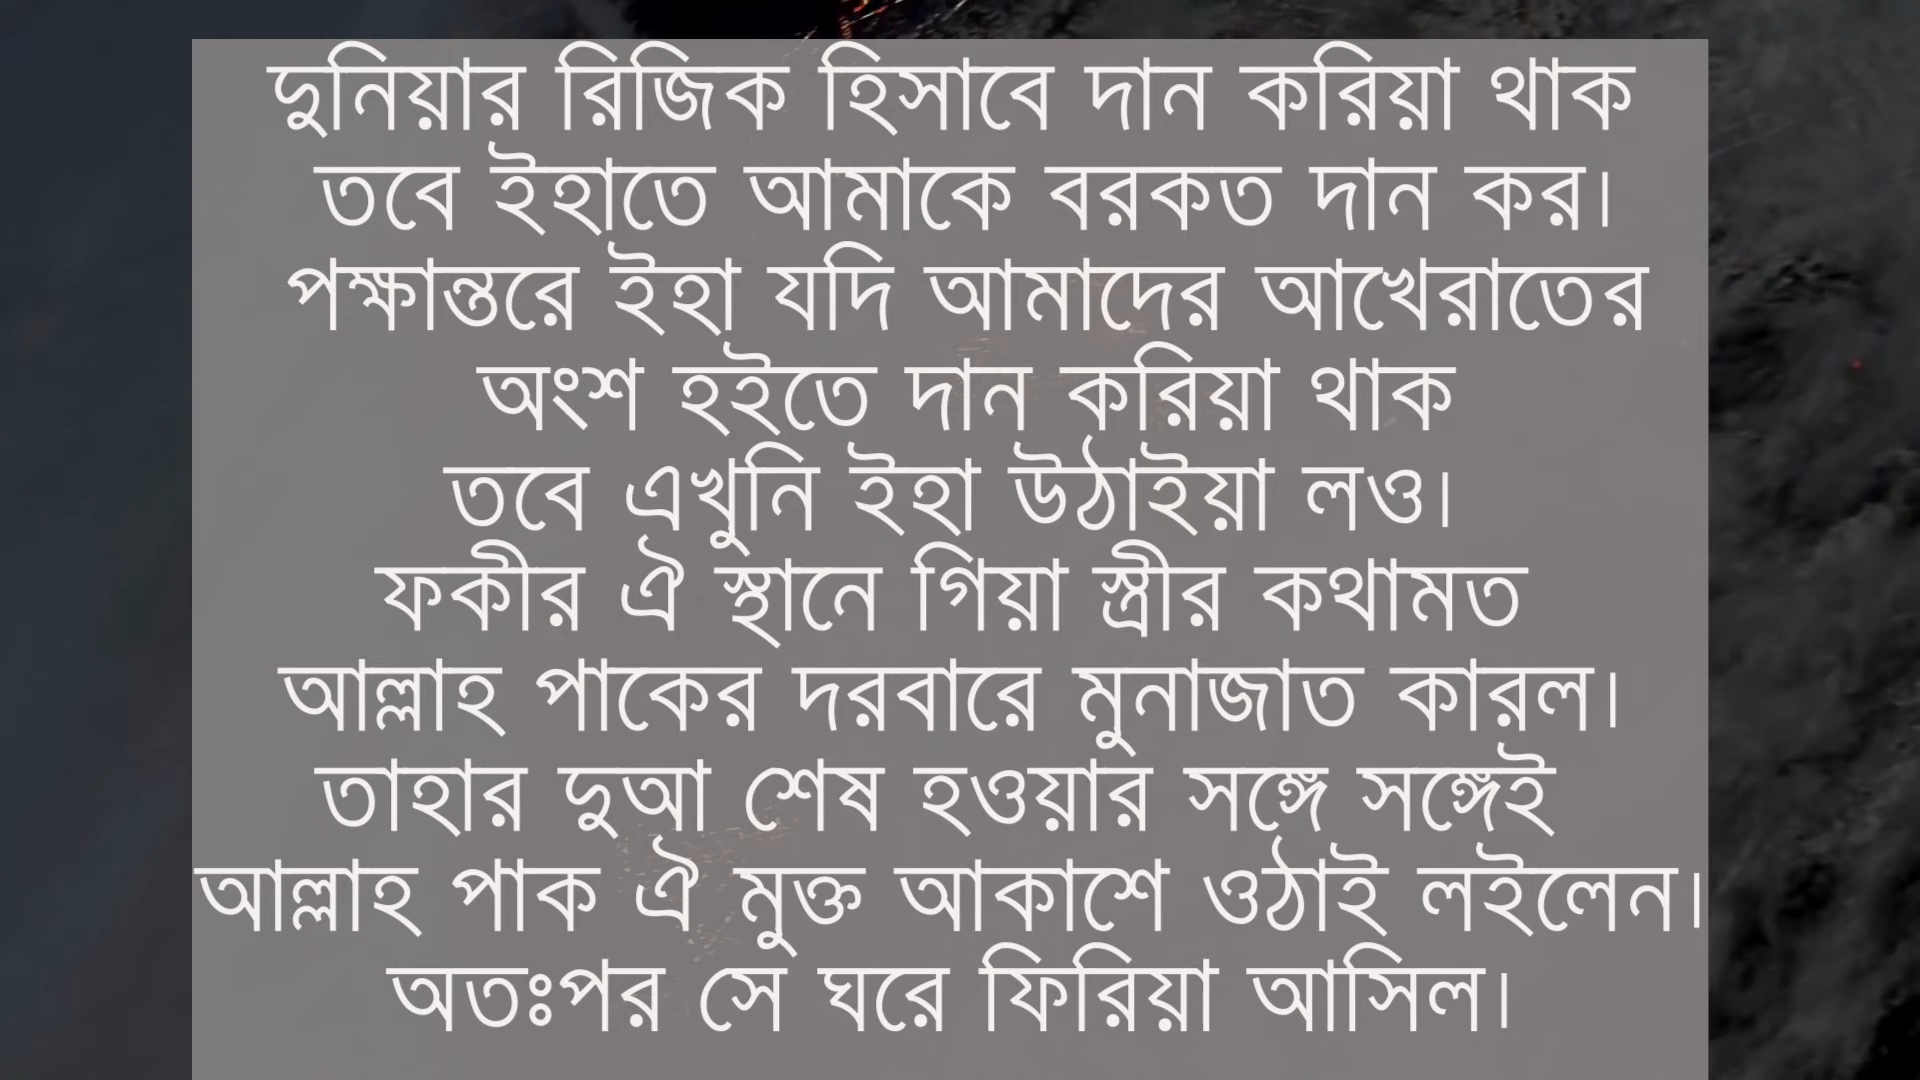 দুনিয়ার রিজিক হিসাবে দান করিয়া থাক
তবে ইহাতে আমাকে বরকত দান কর।
পক্ষান্তরে ইহা যদি আমাদের আখেরাতের
অংশ হইতে দান করিয়া থাক
তবে এখুনি ইহা উঠাইয়া লও।
ফকীর ঐ স্থানে গিয়া স্ত্রীর কথামত
আল্লাহ পাকের দরবারে মুনাজাত কারল।
তাহার দুআ শেষ হওয়ার সঙ্গে সঙ্গেই
আল্লাহ পাক ঐ মুক্ত আকাশে ওঠাই লইলেন।
অতঃপর সে ঘরে ফিরিয়া আসিল।